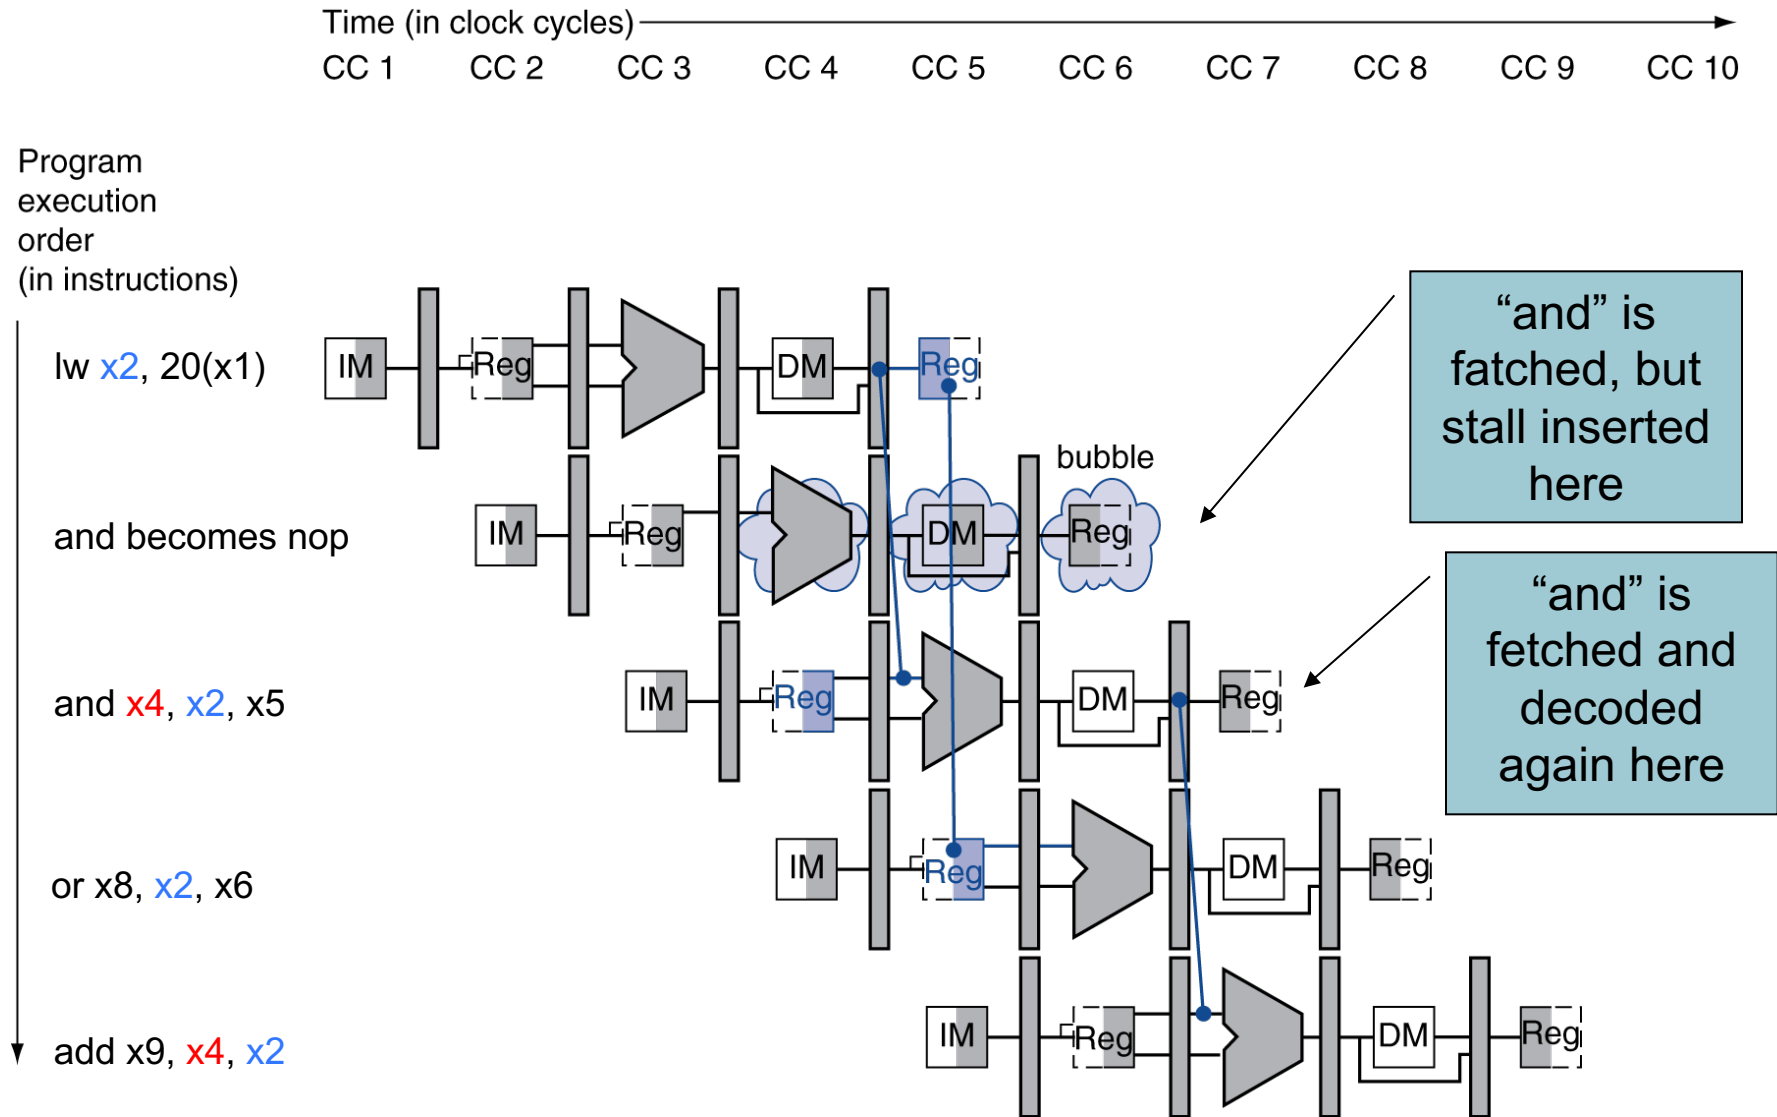 Time (in clock cycles)
CC 1 CC 2 CC 3 CC 4 CC 5 CC 6 CC 7 CC 8 CC 9 CC 10
Program
execution
order
(in instructions)
lw x2, 20(x1)
IM Reg DM Reg
“and” is
fatched, but
stall inserted
here
bubble
and becomes nop
IM Reg DM Reg
“and” is
fetched and
decoded
again here
and x4, x2, x5
IM Reg DM Reg
or x8, x2, x6
IM Reg DM Reg
add x9, x4, x2
IM Reg DM Reg